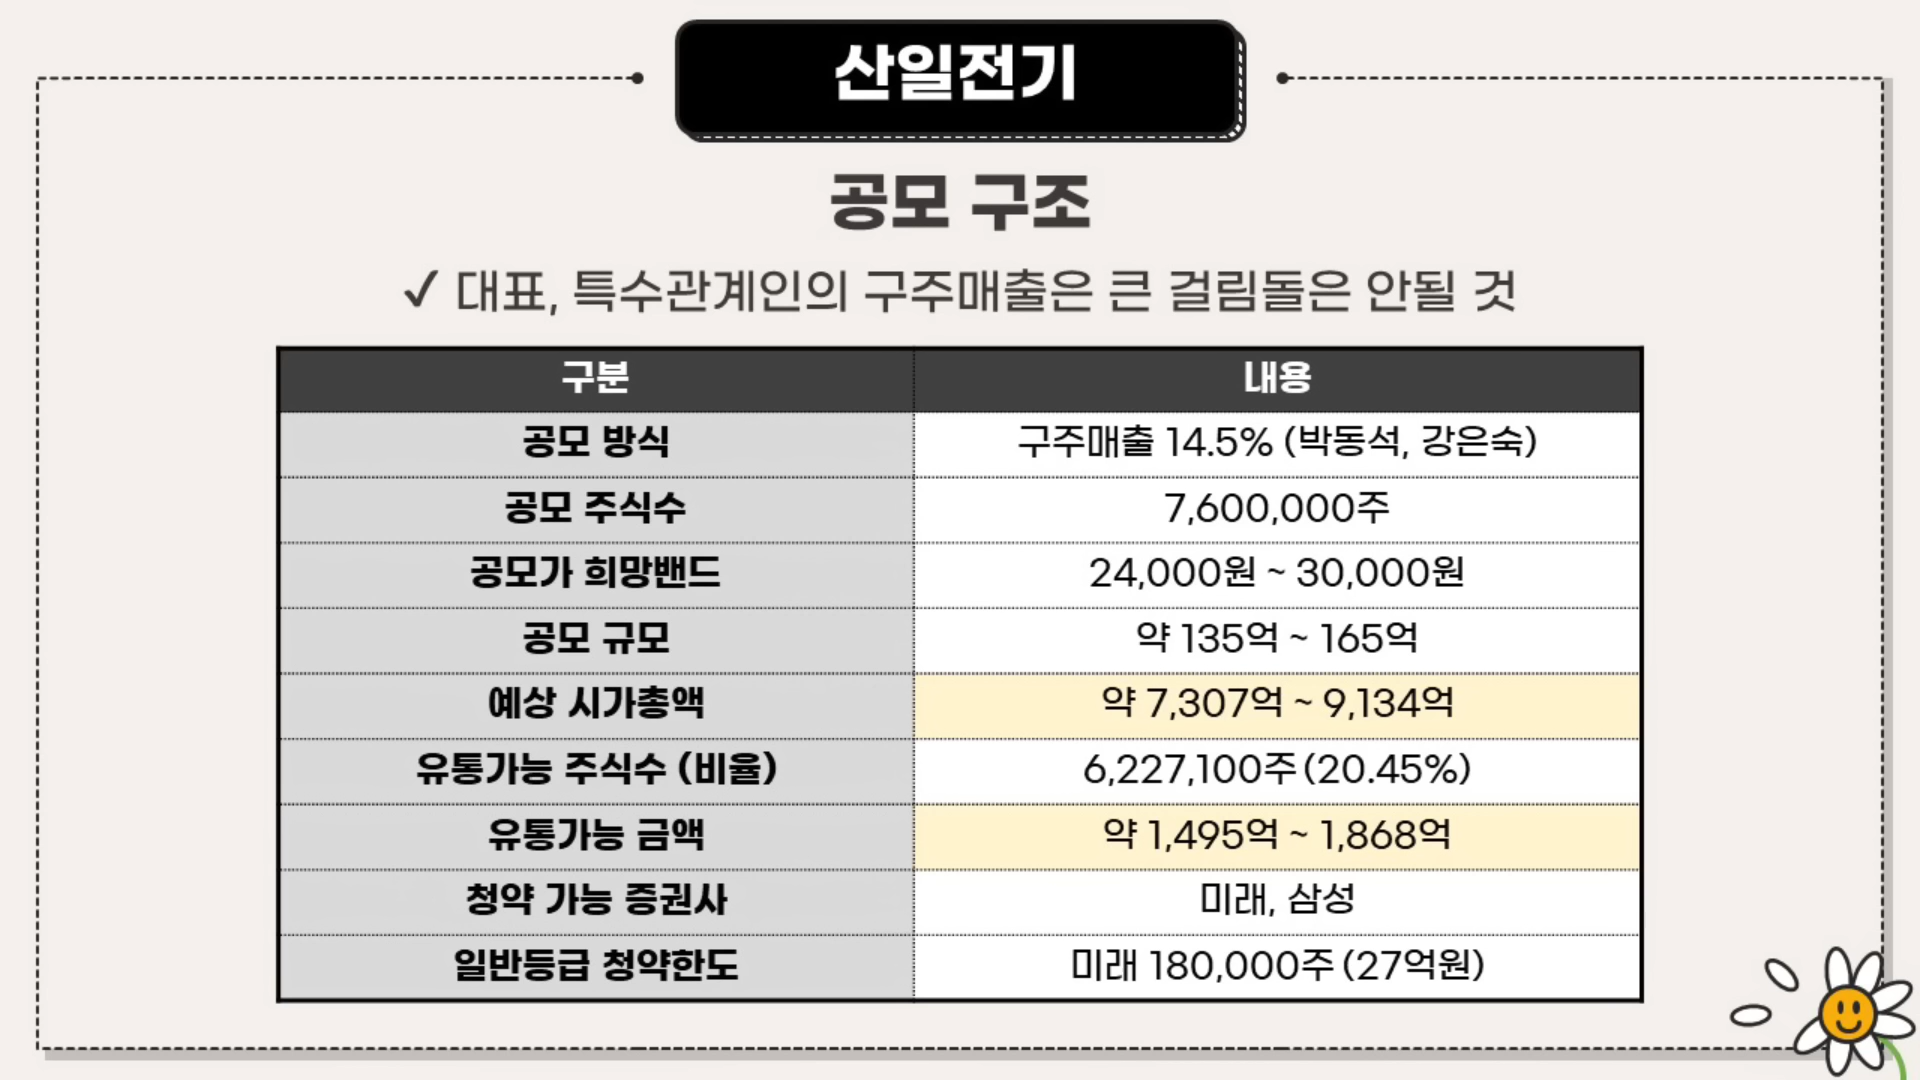 산일전기
공모 구조
✓ 대표, 특수관계인의 구주매출은 큰 걸림돌은 안될 것
구분 내용
공모 방식 구주매출 14.5% (박동석, 강은숙)
공모 주식수 7,600,000주
공모가 희망밴드 24,000원 ~ 30,000원
공모 규모 약 135억 ~ 165억
예상 시가총액 약 7,307억 ~ 9,134억
유통가능 주식수 (비율) 6,227,100주 (20.45%)
유통가능 금액 약 1,495억 ~ 1,868억
청약 가능 증권사 미래, 삼성
일반등급 청약한도 미래 180,000주 (27억원)